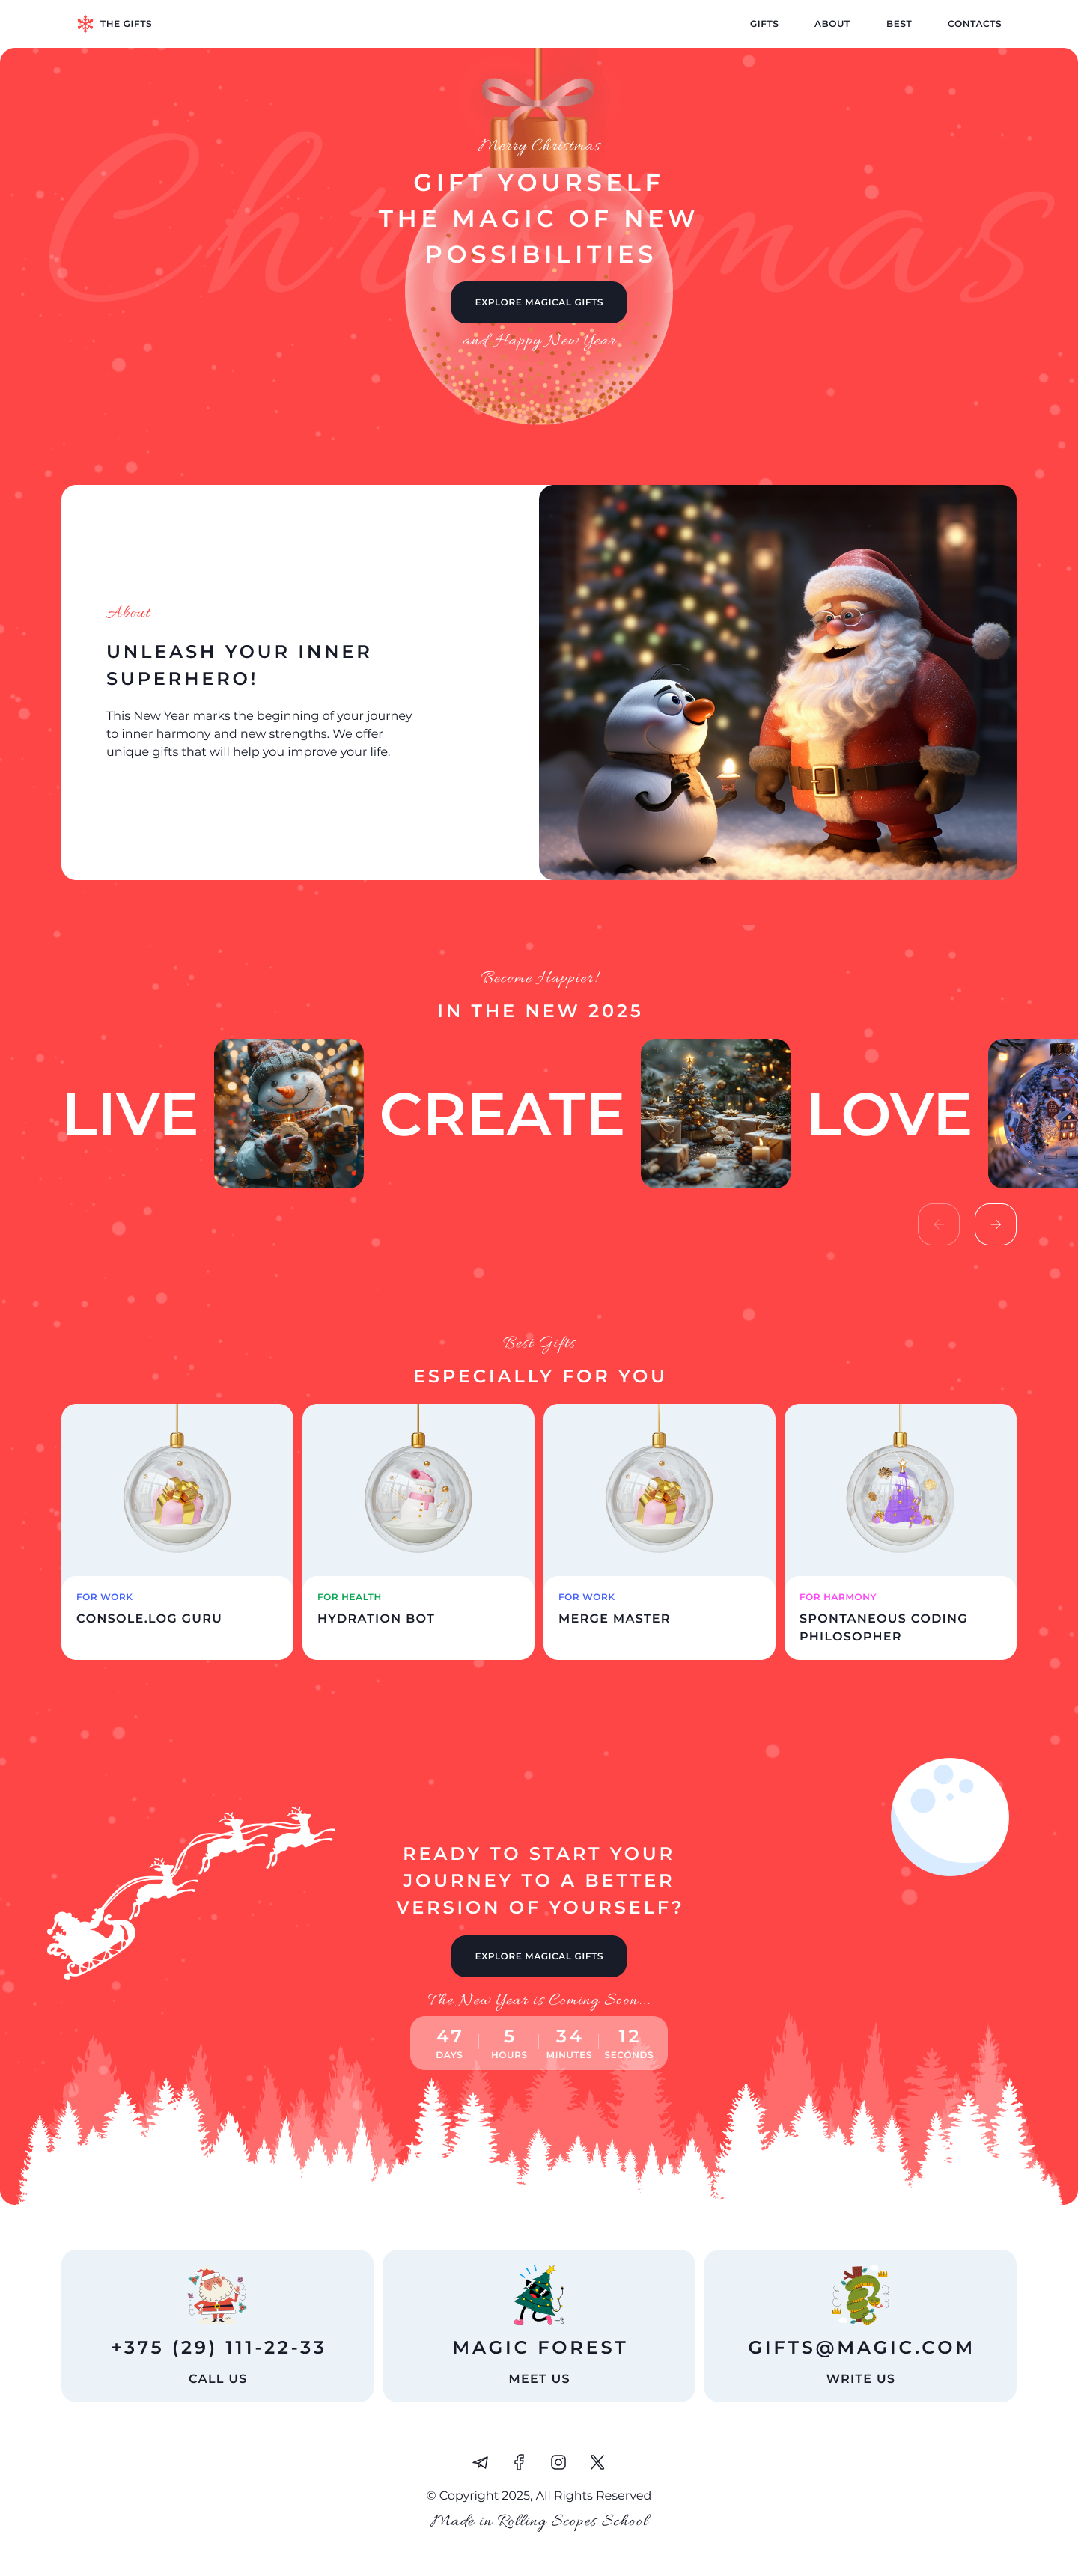 THE GIFTS
GIFTS
ABOUT
BEST
CONTACTS
Christmas
Merry Christmas
GIFT YOURSELF
THE MAGIC OF NEW
POSSIBILITIES
EXPLORE MAGICAL GIFTS
and Happy New Year
About
UNLEASH YOUR INNER
SUPERHERO!
This New Year marks the beginning of your journey
to inner harmony and new strengths. We offer
unique gifts that will help you improve your life.
Become Happier!
IN THE NEW 2025
LIVE
CREATE
LOVE
Best Gifts
ESPECIALLY FOR YOU
FOR WORK
CONSOLE.LOG GURU
FOR HEALTH
HYDRATION BOT
FOR WORK
MERGE MASTER
FOR HARMONY
SPONTANEOUS CODING
PHILOSOPHER
READY TO START YOUR
JOURNEY TO A BETTER
VERSION OF YOURSELF?
EXPLORE MAGICAL GIFTS
The New Year is Coming Soon...
47
DAYS
5
HOURS
34
MINUTES
12
SECONDS
+375 (29) 111-22-33
CALL US
MAGIC FOREST
MEET US
GIFTS@MAGIC.COM
WRITE US
© Copyright 2025, All Rights Reserved
Made in Rolling Scopes School